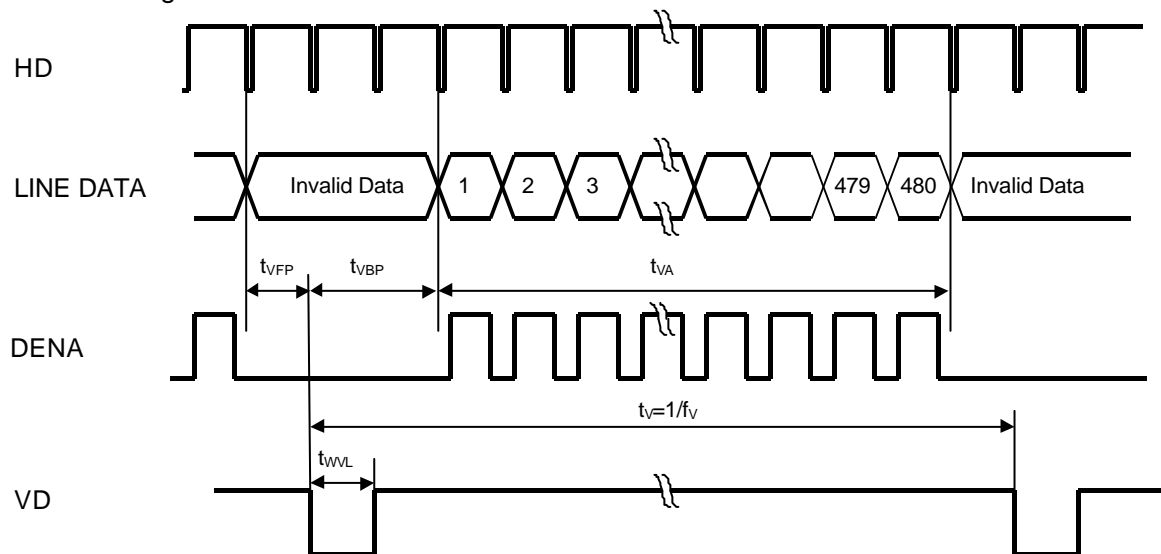 HD
LINE DATA
Invalid Data 1 2 3 479 480 Invalid Data
tVFP tVBP tVA
DENA
tV=1/fV
tWVL
VD